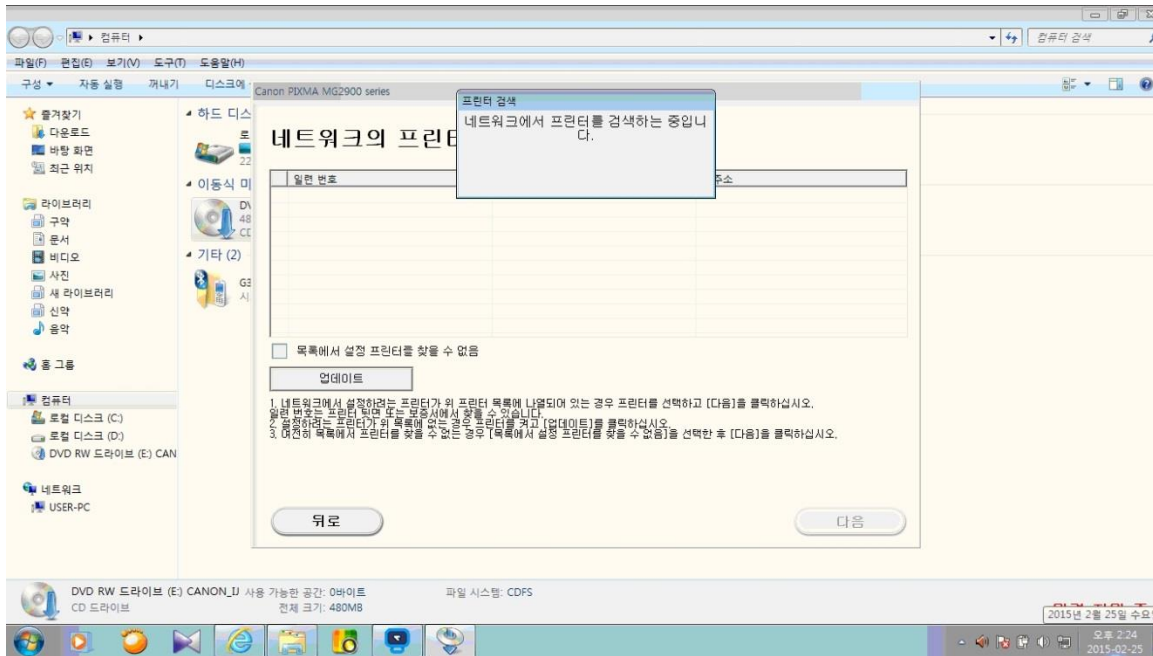 컴퓨터
컴퓨터 검색
파일(F) 편집(E) 보기(V) 도구(T) 도움말(H)
구성 자동 실행 꺼내기 디스크에
Canon PIXMA MG2900 series
프린터 검색
네트워크에서 프린터를 검색하는 중입니
다.
즐겨찾기
다운로드
바탕 화면
최근 위치
라이브러리
구약
문서
비디오
사진
새 라이브러리
신약
음악
홈 그룹
컴퓨터
로컬 디스크 (C:)
로컬 디스크 (D:)
DVD RW 드라이브 (E:) CAN
네트워크
USER-PC
하드 디스
로
22
이동식 미
DV
48
CD
기타 (2)
G3
시
네트워크의 프린터
일련 번호
주소
목록에서 설정 프린터를 찾을 수 없음
업데이트
1. 네트워크에서 설정하려는 프린터가 위 프린터 목록에 나열되어 있는 경우 프린터를 선택하고 [다음]을 클릭하십시오.
일련 번호는 프린터 뒷면 또는 보증서에서 찾을 수 있습니다.
2. 설정하려는 프린터가 위 목록에 없는 경우 프린터를 켜고 [업데이트]를 클릭하십시오.
3. 여전히 목록에서 프린터를 찾을 수 없는 경우 [목록에서 설정 프린터를 찾을 수 없음]을 선택한 후 [다음]을 클릭하십시오.
뒤로
다음
DVD RW 드라이브 (E:) CANON_IJ 사용 가능한 공간: 0바이트 파일 시스템: CDFS
CD 드라이브 전체 크기: 480MB
2015년 2월 25일 수요
오후 2:24
2015-02-25